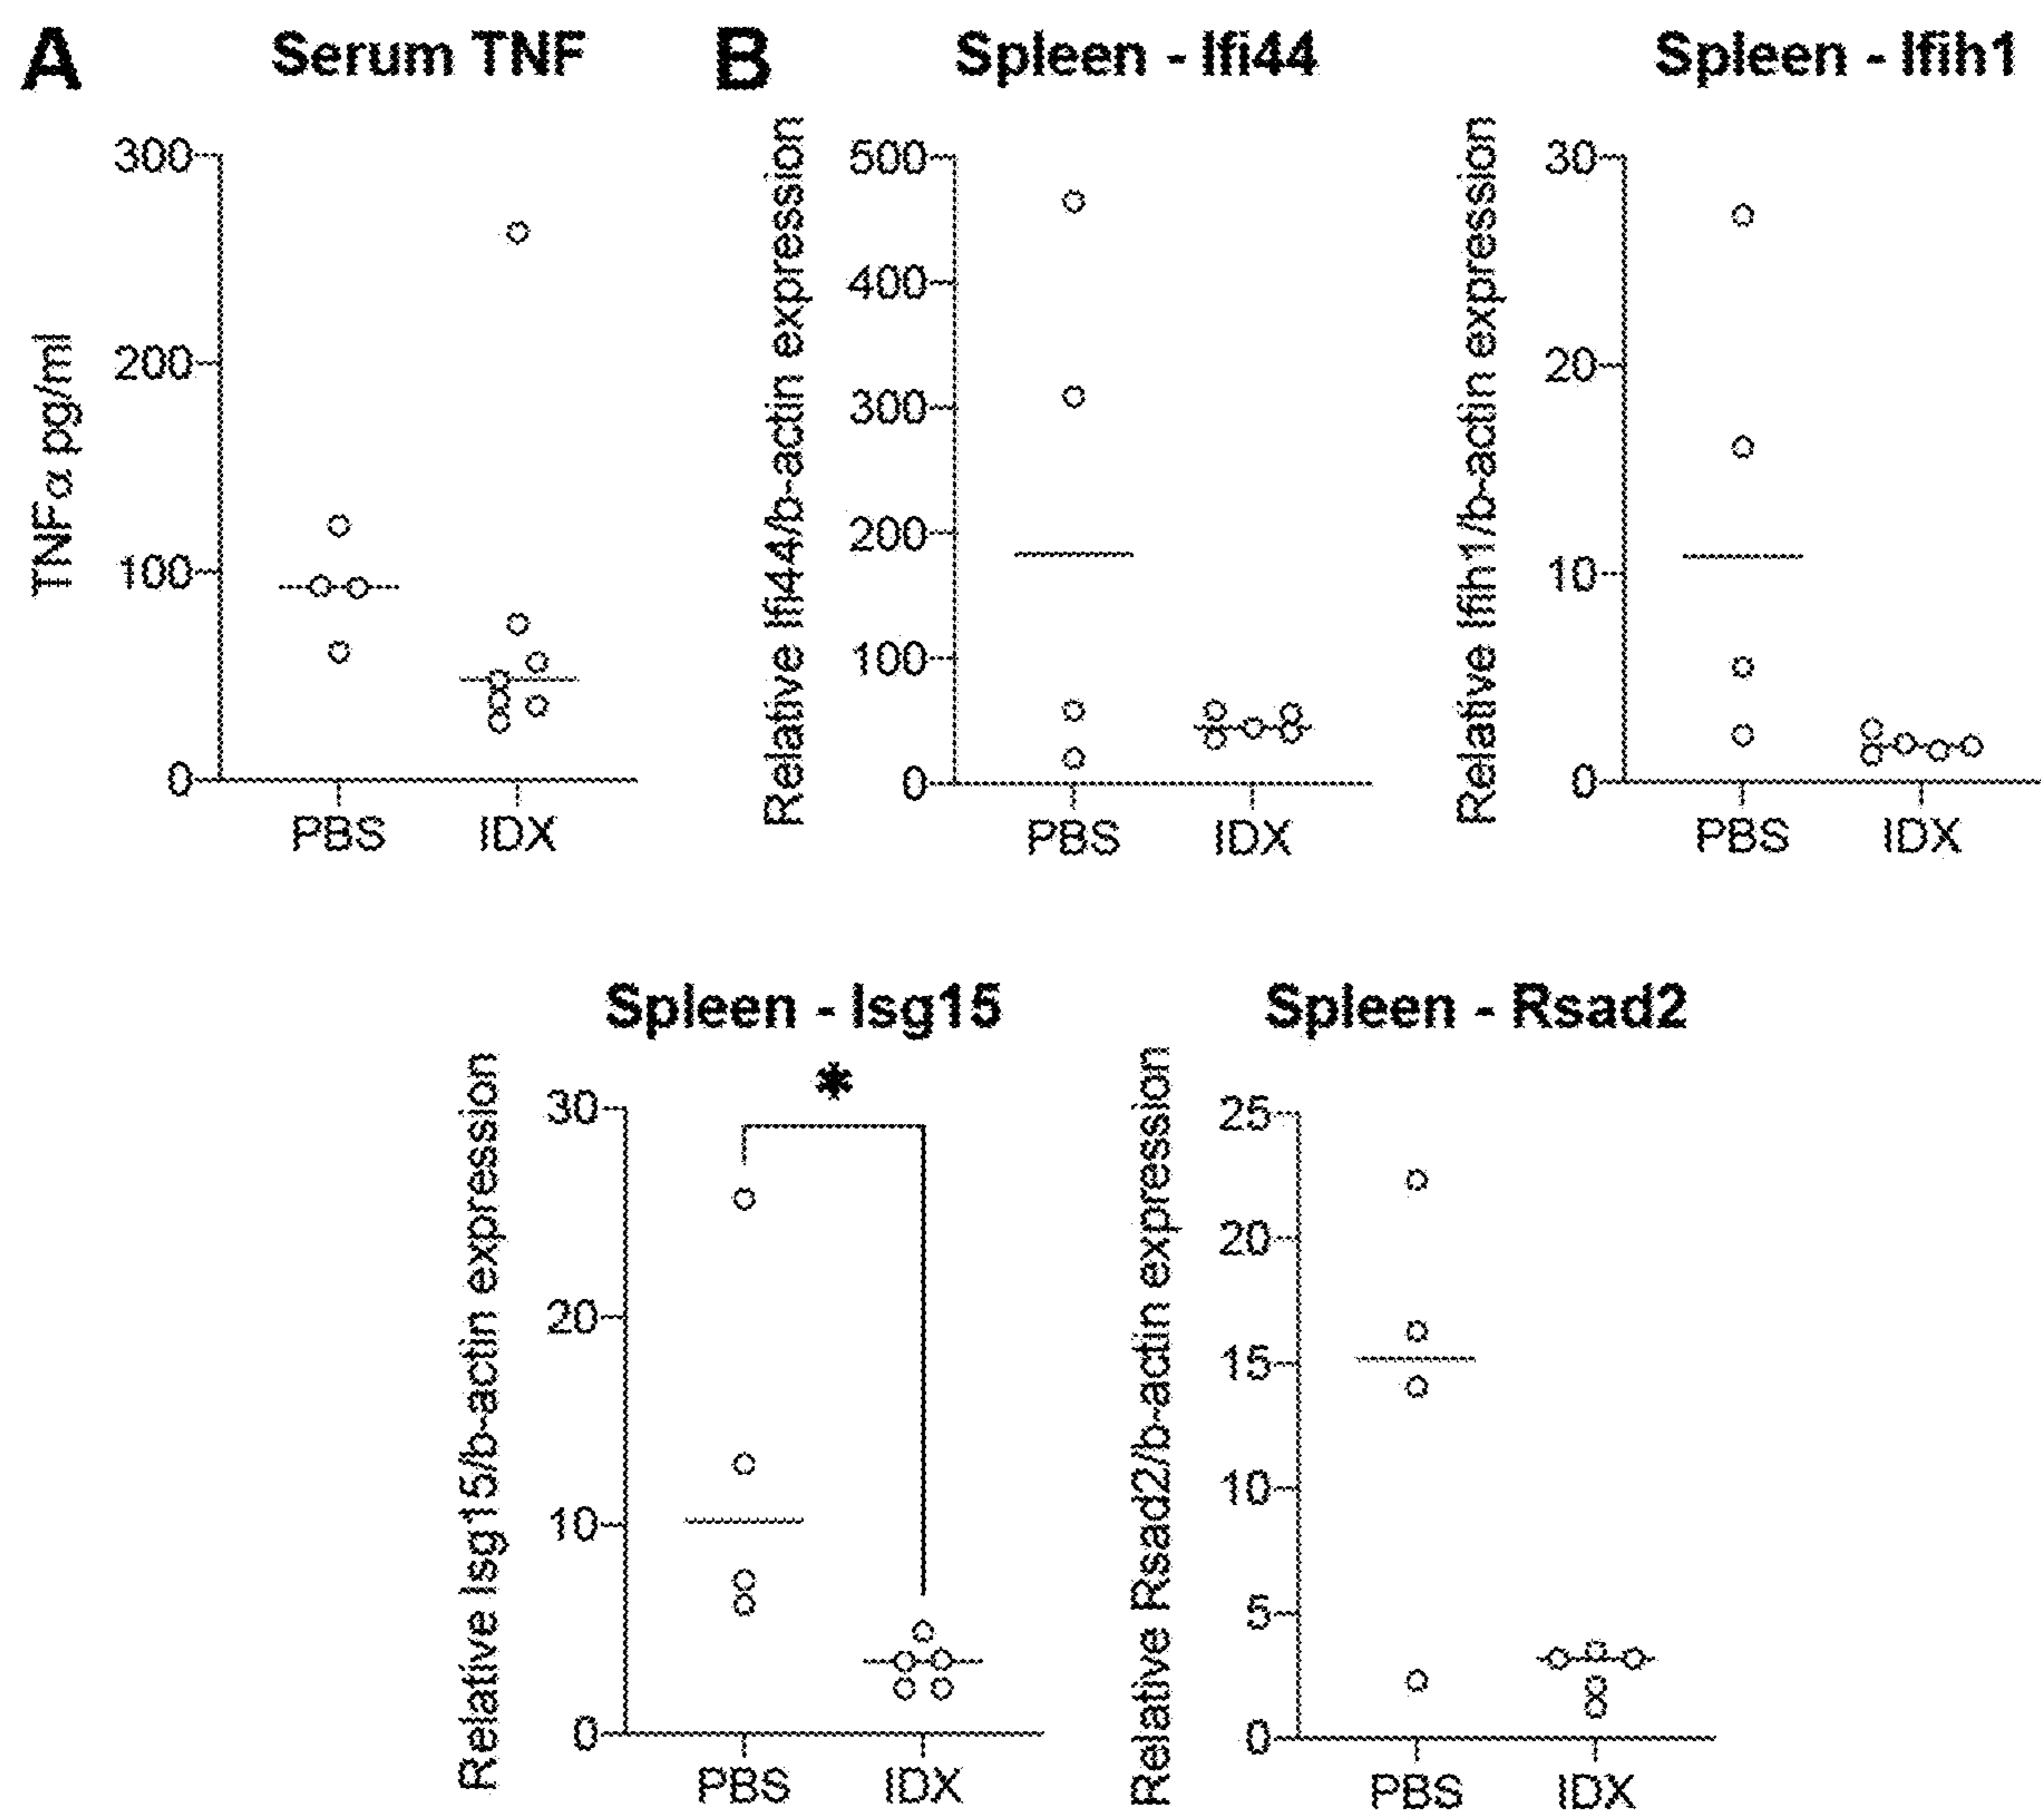 A
Serum TNF
TNFα pg/ml
300
200
100
0
PBS
IDX
B
Spleen - Ifi44
Relative Ifi44/b-actin expression
500
400
300
200
100
0
PBS
IDX
Spleen - Ifih1
Relative Ifih1/b-actin expression
30
20
10
0
PBS
IDX
Spleen - Isg15
*
Relative Isg15/b-actin expression
30
20
10
0
PBS
IDX
Spleen - Rsad2
Relative Rsad2/b-actin expression
25
20
15
10
5
0
PBS
IDX